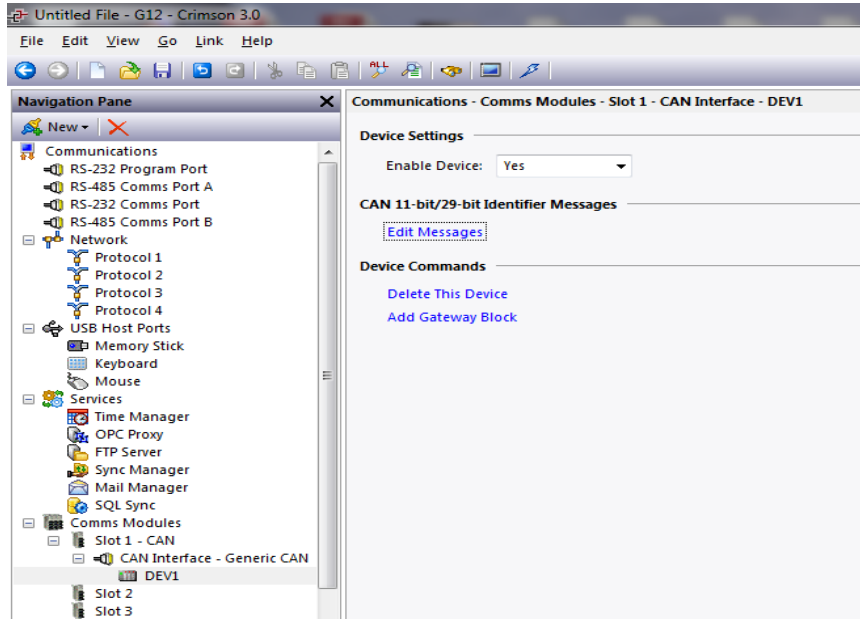 Untitled File - G12 - Crimson 3.0
File Edit View Go Link Help
ALL
Navigation Pane
New
Communications
RS-232 Program Port
RS-485 Comms Port A
RS-232 Comms Port
RS-485 Comms Port B
Network
Protocol 1
Protocol 2
Protocol 3
Protocol 4
USB Host Ports
Memory Stick
Keyboard
Mouse
Services
Time Manager
OPC Proxy
FTP Server
Sync Manager
Mail Manager
SQL Sync
Comms Modules
Slot 1 - CAN
CAN Interface - Generic CAN
DEV1
Slot 2
Slot 3
Communications - Comms Modules - Slot 1 - CAN Interface - DEV1
Device Settings
Enable Device: Yes
CAN 11-bit/29-bit Identifier Messages
Edit Messages
Device Commands
Delete This Device
Add Gateway Block